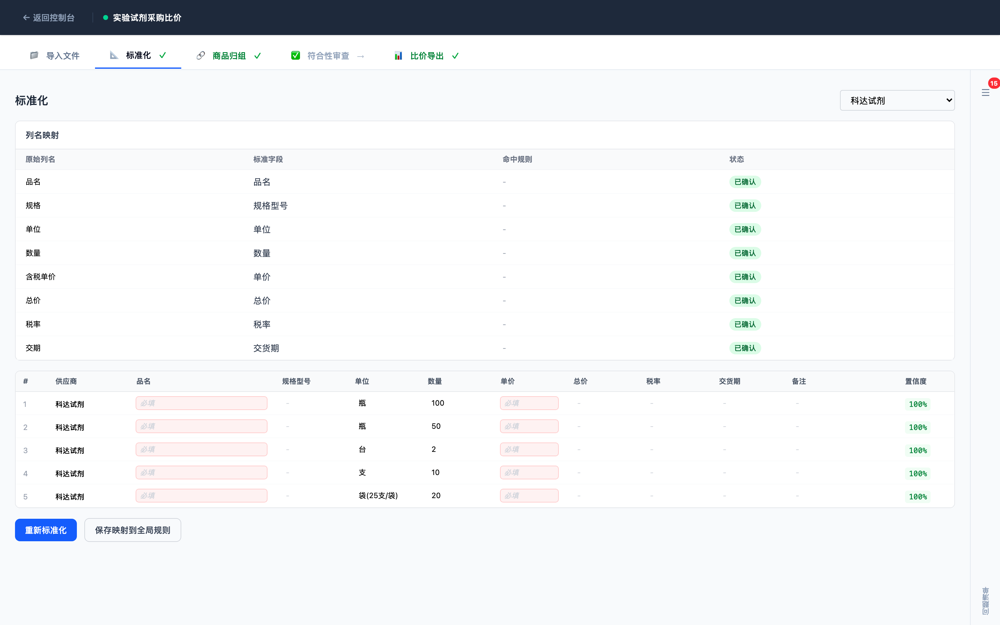 ← 返回控制台 实验试剂采购比价
导入文件 标准化 ✓ 商品归组 ✓ 符合性审查 → 比价导出 ✓
15
标准化 科达试剂
列名映射
原始列名 标准字段 命中规则 状态
品名 品名 - 已确认
规格 规格型号 - 已确认
单位 单位 - 已确认
数量 数量 - 已确认
含税单价 单价 - 已确认
总价 总价 - 已确认
税率 税率 - 已确认
交期 交货期 - 已确认
# 供应商 品名 规格型号 单位 数量 单价 总价 税率 交货期 备注 置信度
1 科达试剂 必填 - 瓶 100 必填 - - - - 100%
2 科达试剂 必填 - 瓶 50 必填 - - - - 100%
3 科达试剂 必填 - 台 2 必填 - - - - 100%
4 科达试剂 必填 - 支 10 必填 - - - - 100%
5 科达试剂 必填 - 袋(25支/袋) 20 必填 - - - - 100%
重新标准化 保存映射到全局规则
问题清单